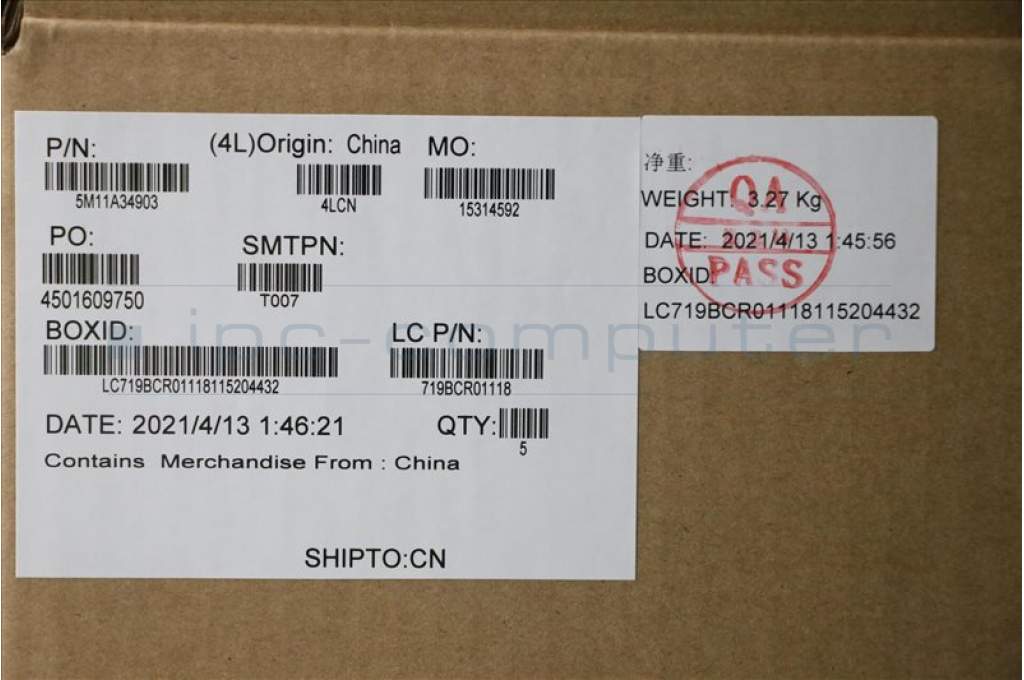 P/N: (4L)Origin: China MO:
5M11A34903 4LCN 15314592
PO: SMTPN:
4501609750 T007
BOXID: LC P/N:
LC719BCR01118115204432 719BCR01118
DATE: 2021/4/13 1:46:21 QTY:
5
Contains Merchandise From : China
SHIPTO:CN
净重:
WEIGHT: 3.27 Kg
DATE: 2021/4/13 1:45:56
BOXID:
LC719BCR01118115204432
QA
PASS
ipc-computer